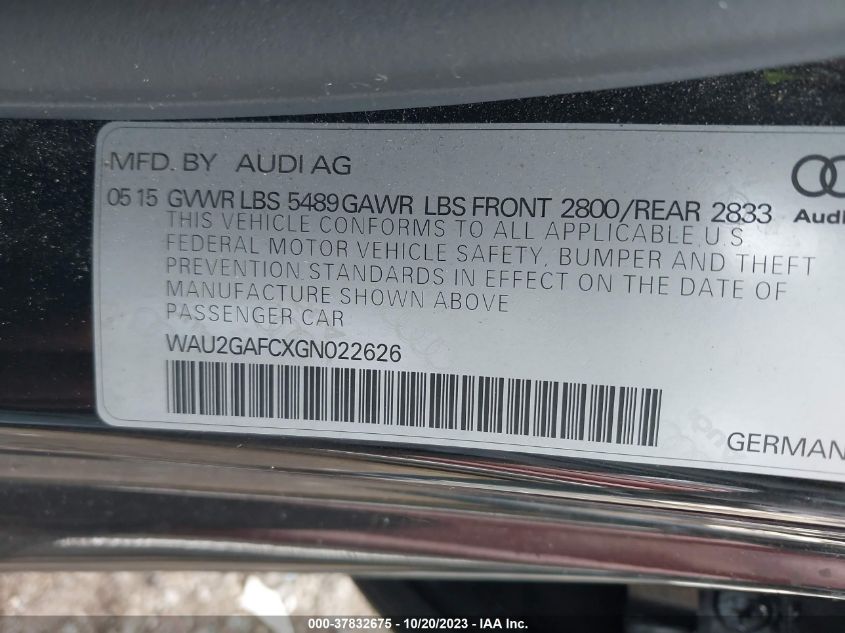 MFD. BY AUDI AG
05 15 GVWR LBS 5489 GAWR LBS FRONT 2800/REAR 2833
Audi
THIS VEHICLE CONFORMS TO ALL APPLICABLE U.S
FEDERAL MOTOR VEHICLE SAFETY, BUMPER AND THEFT
PREVENTION STANDARDS IN EFFECT ON THE DATE OF
MANUFACTURE SHOWN ABOVE
PASSENGER CAR
WAU2GAFCXGN022626
GERMAN
000-37832675 - 10/20/2023 - IAA Inc.